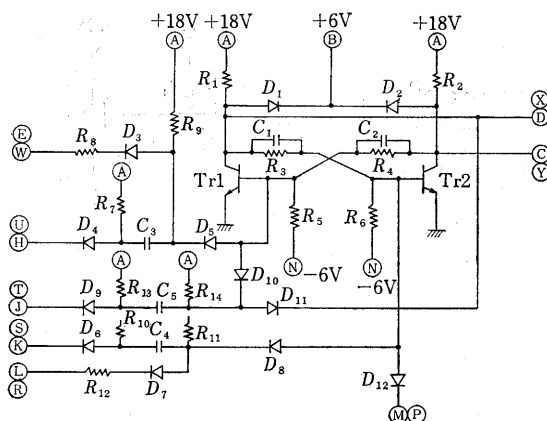 +18V +18V +6V +18V
A A B A
R1 D1 D2 R2 X
D
E
W R8 D3 R9 C1 C2 C
Y
A R3 R4
R7 Tr1 Tr2
U
H D4 C3 D5 R5 R6
A A D10 N -6V N -6V
T
J D9 R13 C5 R14 D11
S
K D6 R10 C4 R11 D8
L
R R12 D7 D12
M P